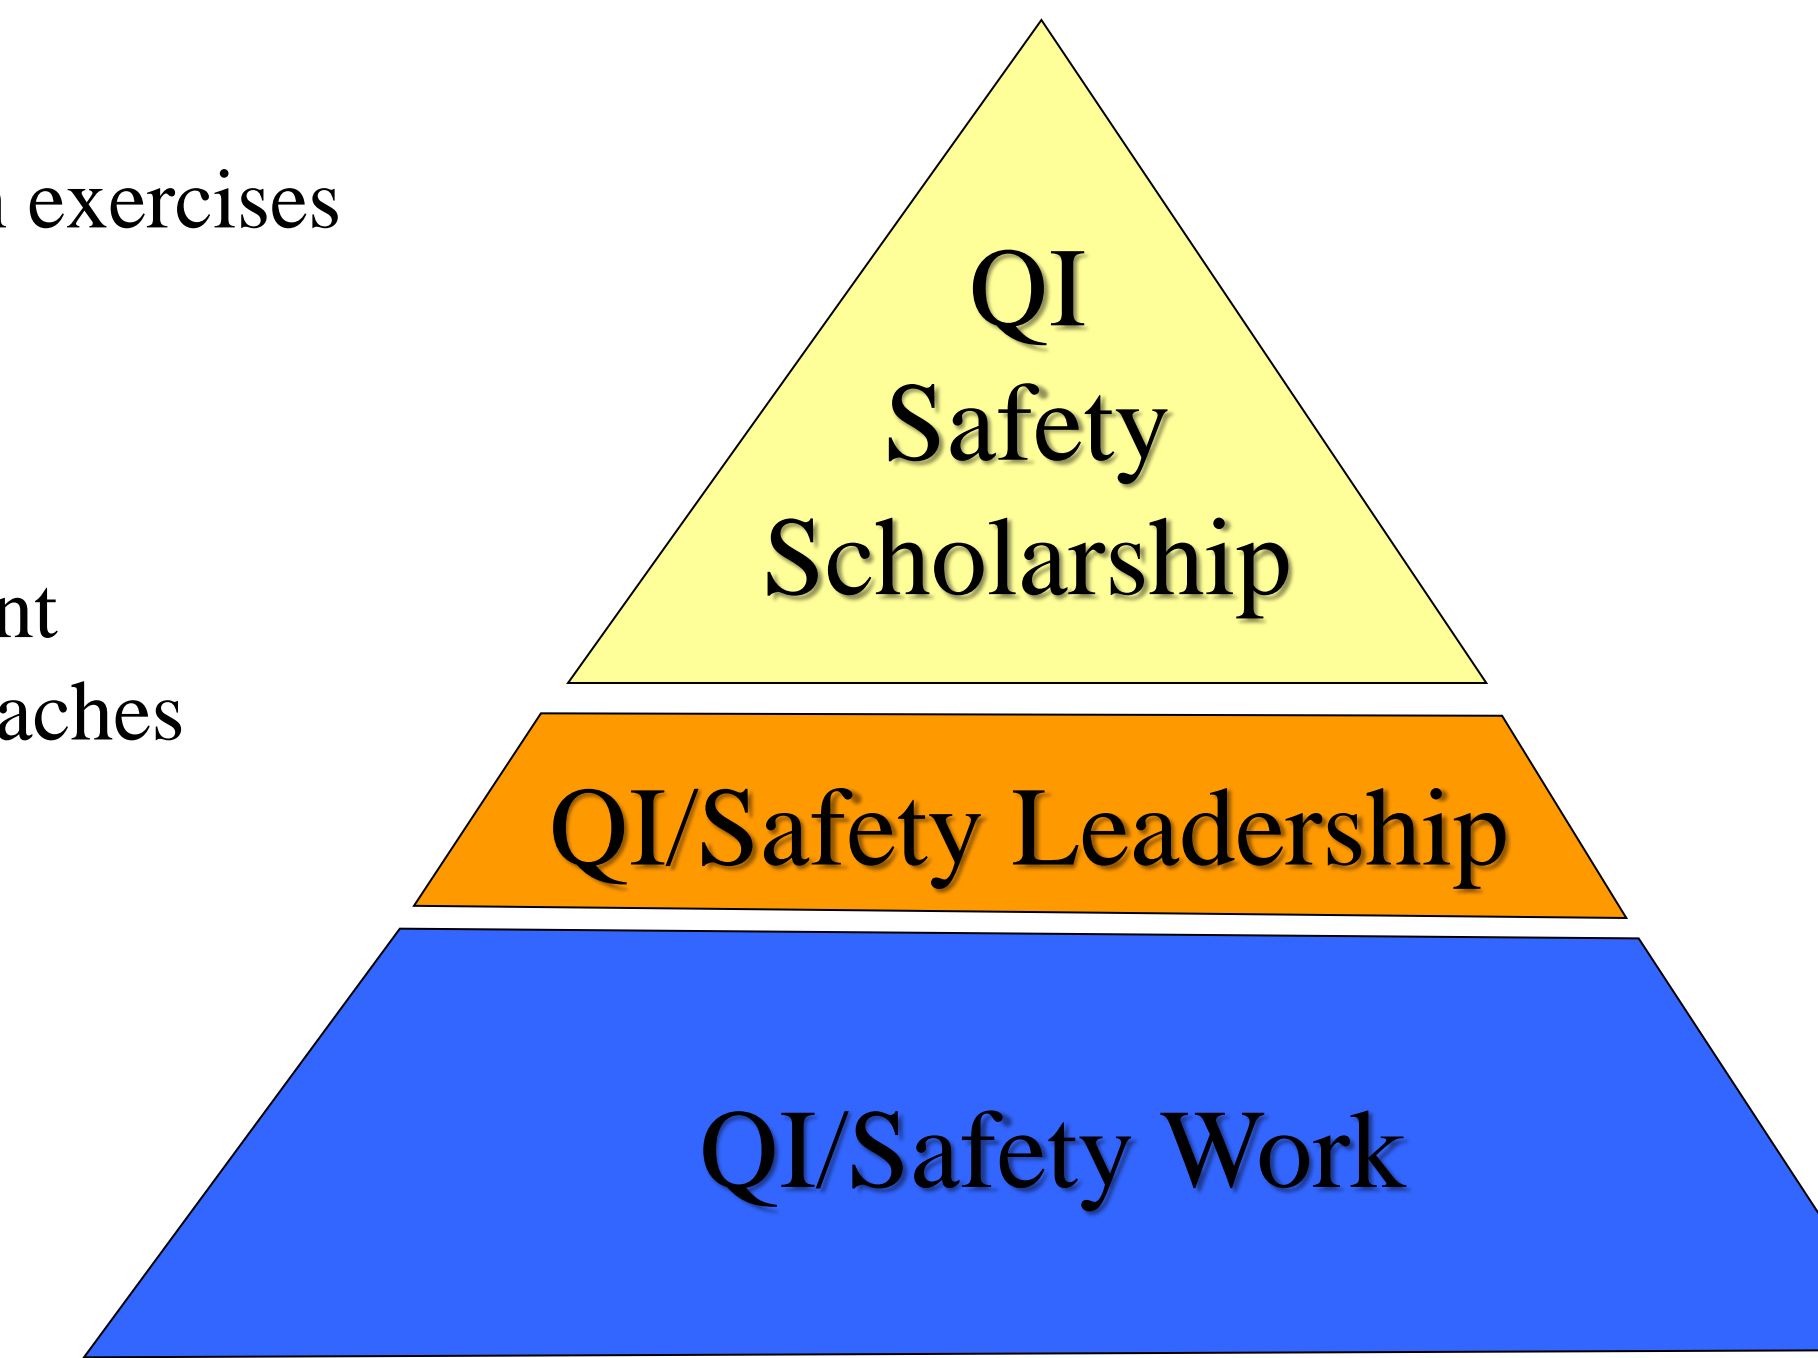 exercises
QI
Safety
Scholarship
nt
aches
QI/Safety Leadership
QI/Safety Work